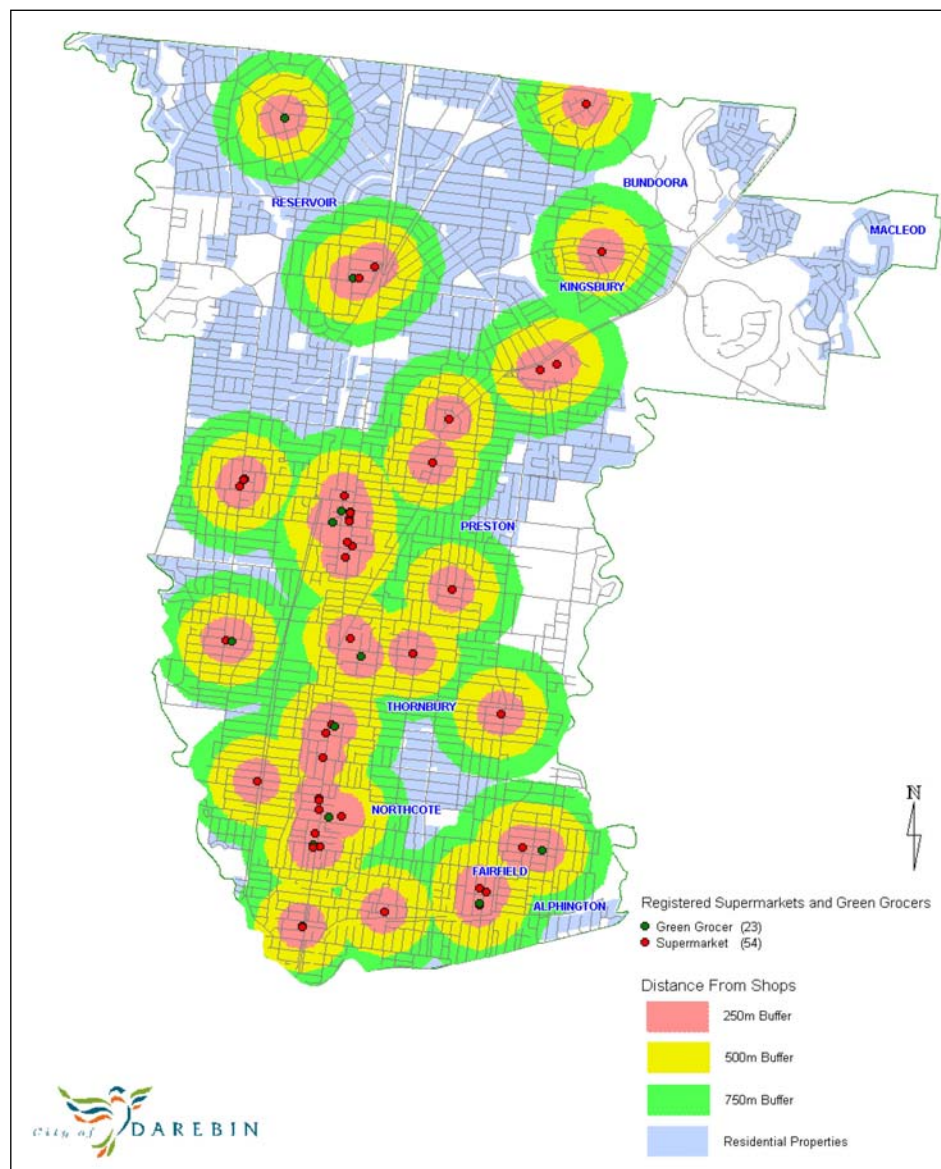 BUNDOORA
RESERVOIR
MACLEOD
KINGSBURY
PRESTON
THORNBURY
NORTHCOTE
FAIRFIELD
ALPHINGTON
N
Registered Supermarkets and Green Grocers
Green Grocer (23)
Supermarket (54)
Distance From Shops
250m Buffer
500m Buffer
750m Buffer
Residential Properties
City of DAREBIN